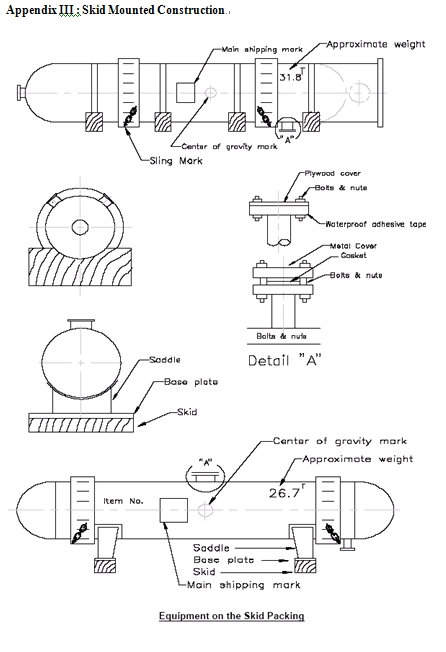 Appendix III : Skid Mounted Construction.
Main shipping mark
Approximate weight
31.8T
"A"
Center of gravity mark
Sling Mark
Plywood cover
Bolts & nuts
Waterproof adhesive tape
Metal Cover
Gasket
Bolts & nuts
Bolts & nuts
Detail "A"
Saddle
Base plate
Skid
Center of gravity mark
"A"
Approximate weight
26.7T
Item No.
Saddle
Base plate
Skid
Main shipping mark
Equipment on the Skid Packing